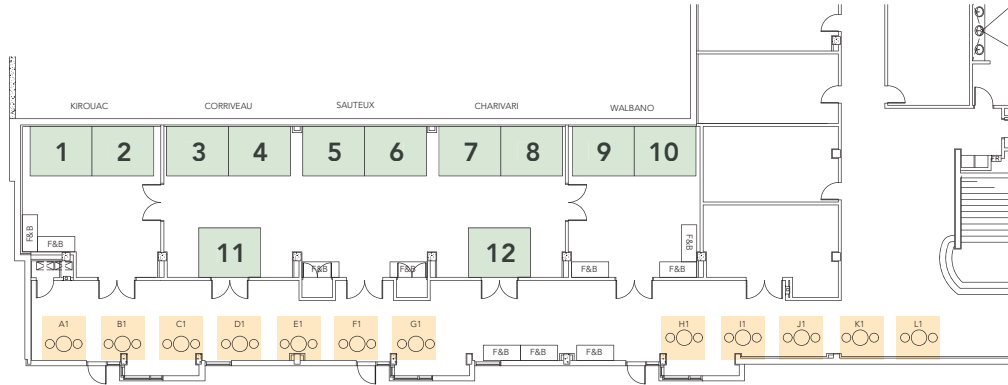 KIROUAC CORRIVEAU SAUTEUX CHARIVARI WALBANO
1 2 3 4 5 6 7 8 9 10
F&B
F&B
11
12
F&B
F&B
F&B
F&B
F&B
A1 B1 C1 D1 E1 F1 G1 H1 I1 J1 K1 L1
F&B F&B F&B